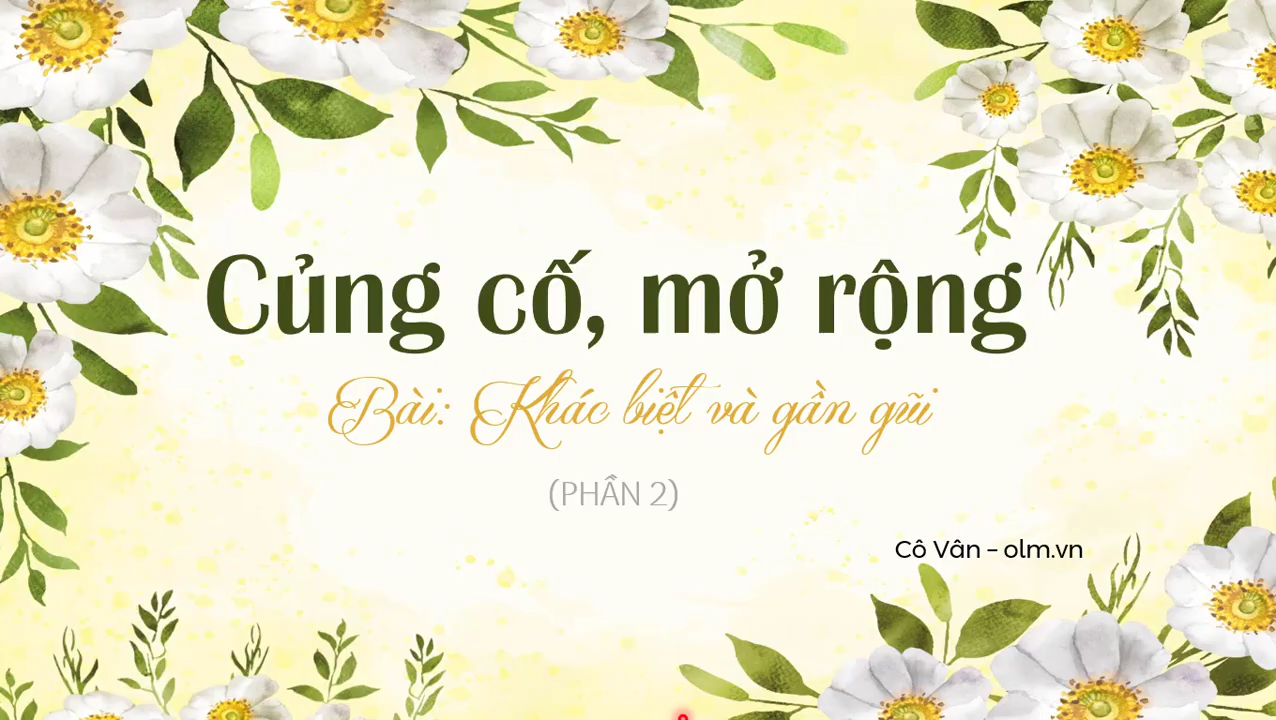 Củng cố, mở rộng
Bài: Khác biệt và gần gũi
(PHẦN 2)
Cô Vân – olm.vn